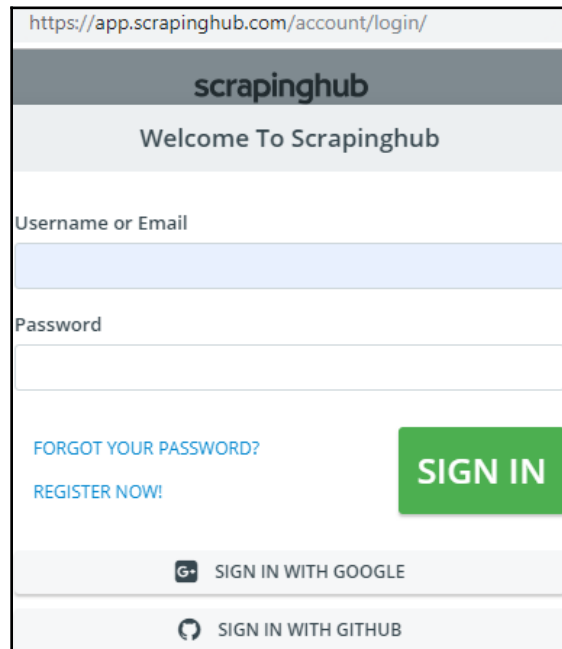 https://app.scrapinghub.com/account/login/
scrapinghub
Welcome To Scrapinghub
Username or Email
Password
FORGOT YOUR PASSWORD?
SIGN IN
REGISTER NOW!
G+ SIGN IN WITH GOOGLE
SIGN IN WITH GITHUB